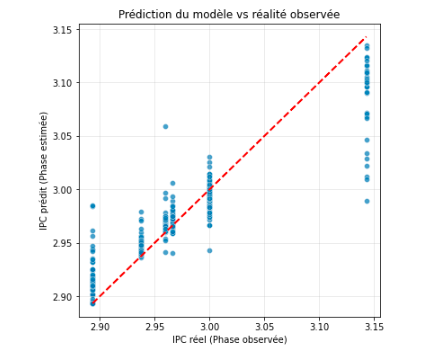 Prédiction du modèle vs réalité observée
IPC prédit (Phase estimée)
3.15
3.10
3.05
3.00
2.95
2.90
2.90 2.95 3.00 3.05 3.10 3.15
IPC réel (Phase observée)